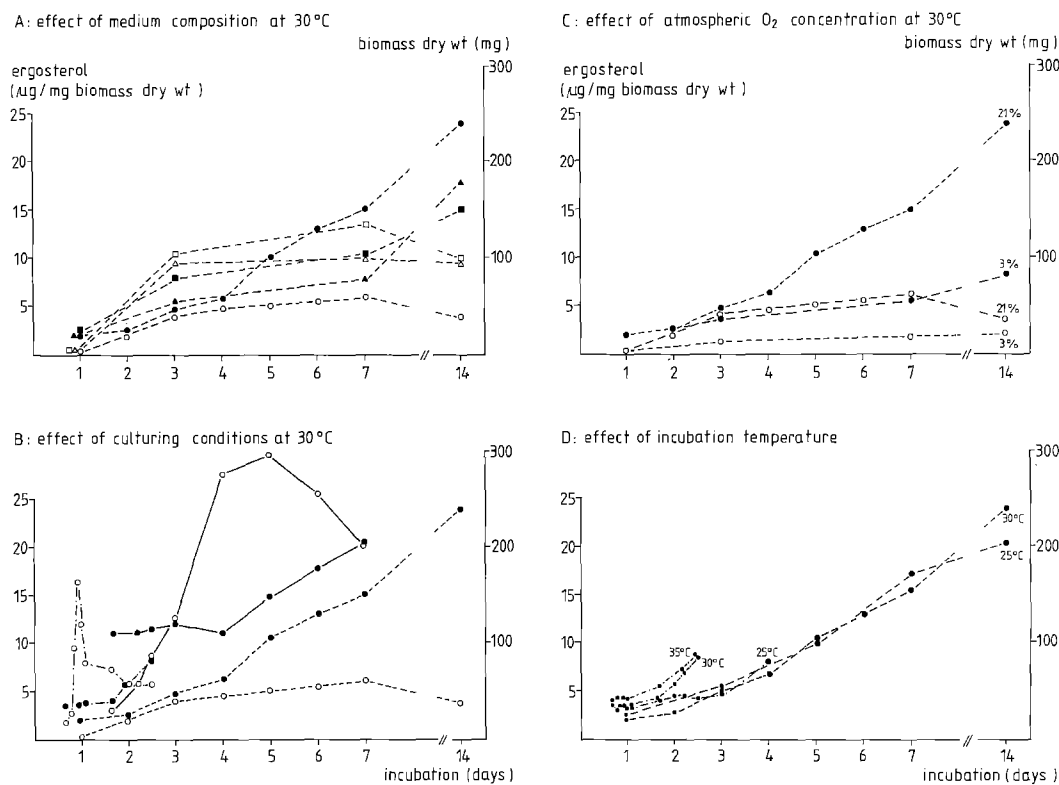 A: effect of medium composition at 30°C
biomass dry wt (mg)
ergosterol
(µg/mg biomass dry wt)
300
25
20
200
15
10
100
5
1 2 3 4 5 6 7 // 14
C: effect of atmospheric O₂ concentration at 30°C
biomass dry wt (mg)
ergosterol
(µg/mg biomass dry wt)
300
25
21%
20
200
15
10
100
3%
5
21%
3%
1 2 3 4 5 6 7 // 14
B: effect of culturing conditions at 30°C
300
25
20
200
15
10
100
5
1 2 3 4 5 6 7 // 14
incubation (days)
D: effect of incubation temperature
300
25
30°C
20
25°C
200
15
10
100
35°C
30°C
25°C
5
1 2 3 4 5 6 7 // 14
incubation (days)